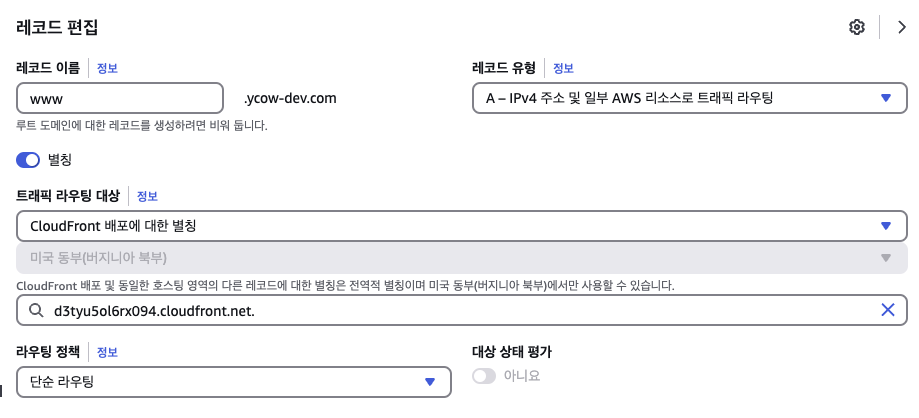 레코드 편집
레코드 이름 정보
www .ycow-dev.com
루트 도메인에 대한 레코드를 생성하려면 비워 둡니다.
레코드 유형 정보
A – IPv4 주소 및 일부 AWS 리소스로 트래픽 라우팅
별칭
트래픽 라우팅 대상 정보
CloudFront 배포에 대한 별칭
미국 동부(버지니아 북부)
CloudFront 배포 및 동일한 호스팅 영역의 다른 레코드에 대한 별칭은 전역적 별칭이며 미국 동부(버지니아 북부)에서만 사용할 수 있습니다.
d3tyu5ol6rx094.cloudfront.net.
라우팅 정책 정보
단순 라우팅
대상 상태 평가
아니요